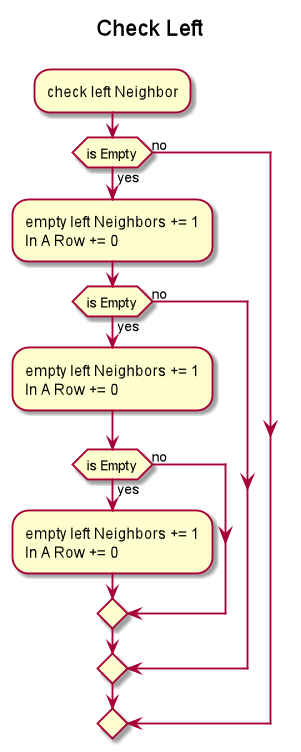 Check Left
check left Neighbor
is Empty
no
yes
empty left Neighbors += 1
In A Row += 0
is Empty
no
yes
empty left Neighbors += 1
In A Row += 0
is Empty
no
yes
empty left Neighbors += 1
In A Row += 0